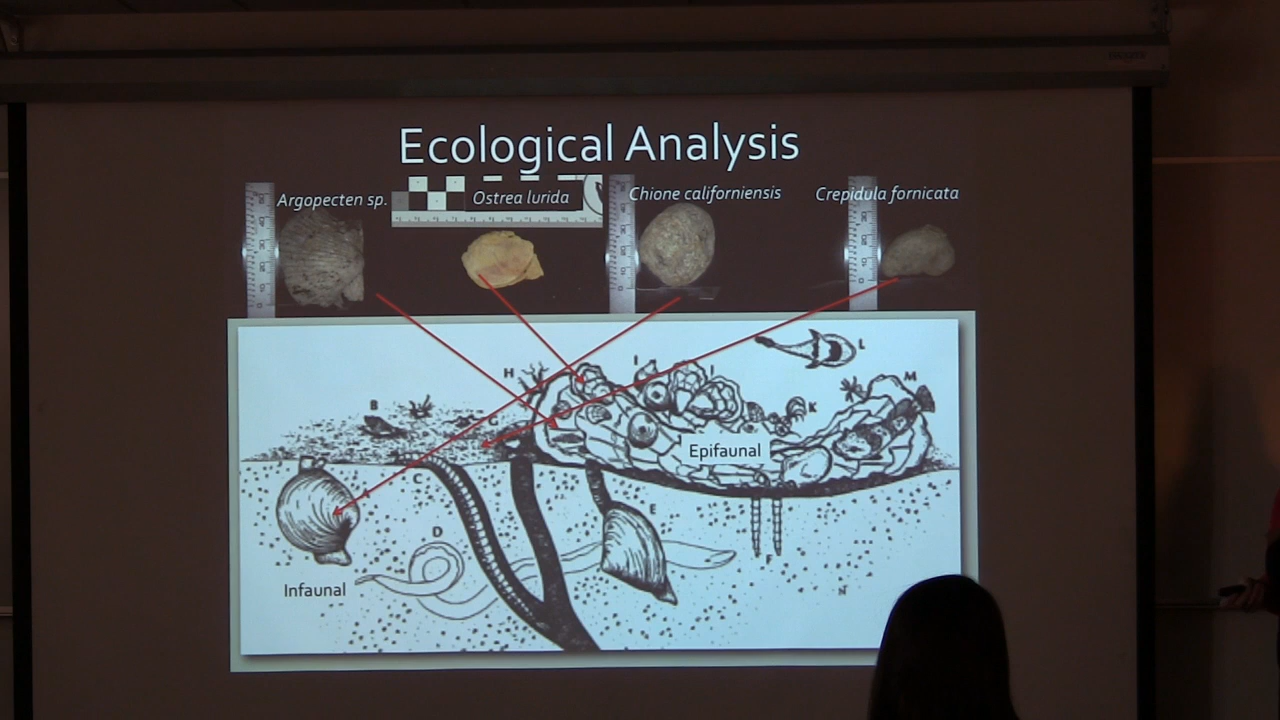 Ecological Analysis
Argopecten sp.
Ostrea lurida
Chione californiensis
Crepidula fornicata
L
H
I
J
M
B
K
G
Epifaunal
C
E
D
F
Infaunal
N